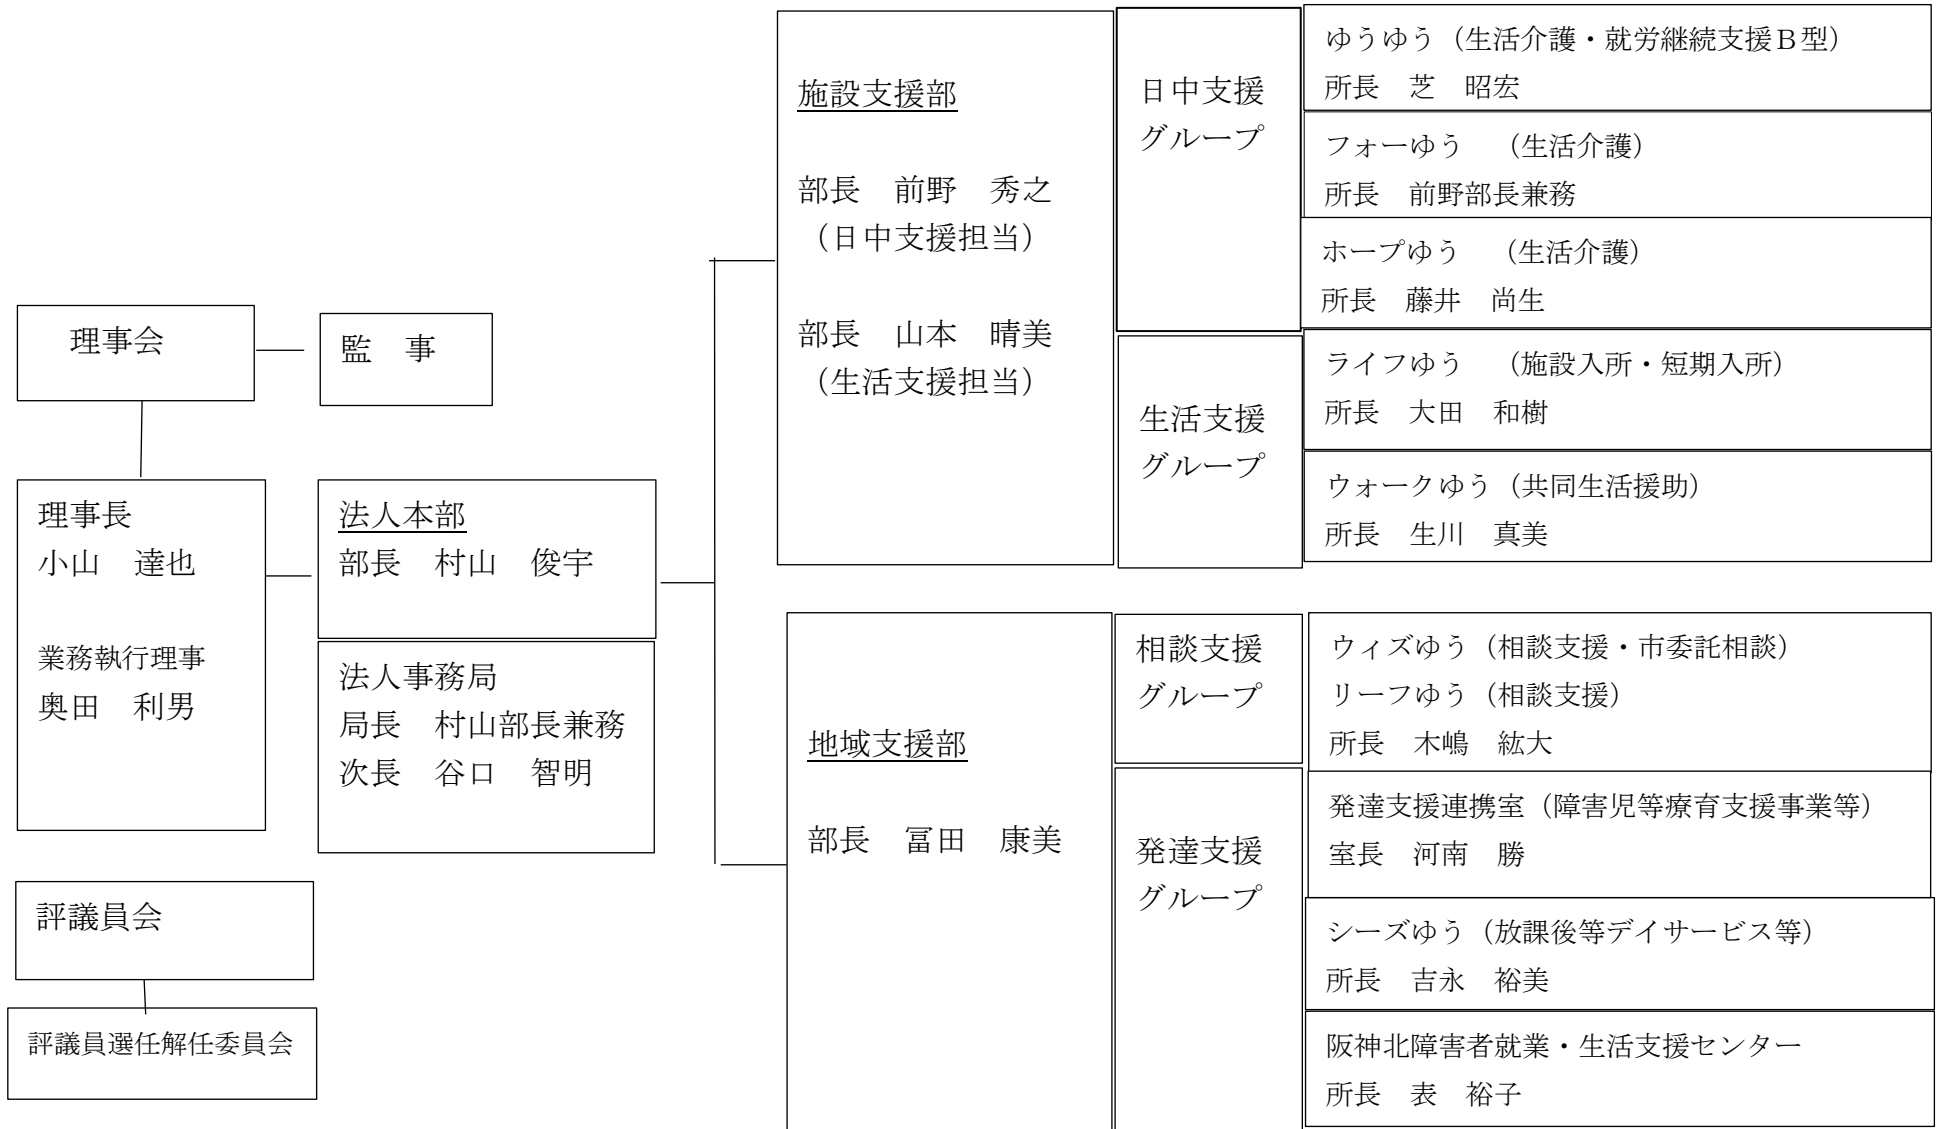 理事会
監　事
理事長
小山　達也
業務執行理事
奥田　利男
法人本部
部長　村山　俊宇
法人事務局
局長　村山部長兼務
次長　谷口　智明
評議員会
評議員選任解任委員会
施設支援部
部長　前野　秀之
（日中支援担当）
部長　山本　晴美
（生活支援担当）
日中支援
グループ
ゆうゆう（生活介護・就労継続支援Ｂ型）
所長　芝　昭宏
フォーゆう　（生活介護）
所長　前野部長兼務
ホープゆう　（生活介護）
所長　藤井　尚生
生活支援
グループ
ライフゆう　（施設入所・短期入所）
所長　大田　和樹
ウォークゆう（共同生活援助）
所長　生川　真美
地域支援部
部長　冨田　康美
相談支援
グループ
ウィズゆう（相談支援・市委託相談）
リーフゆう（相談支援）
所長　木嶋　紘大
発達支援
グループ
発達支援連携室（障害児等療育支援事業等）
室長　河南　勝
シーズゆう（放課後等デイサービス等）
所長　吉永　裕美
阪神北障害者就業・生活支援センター
所長　表　裕子